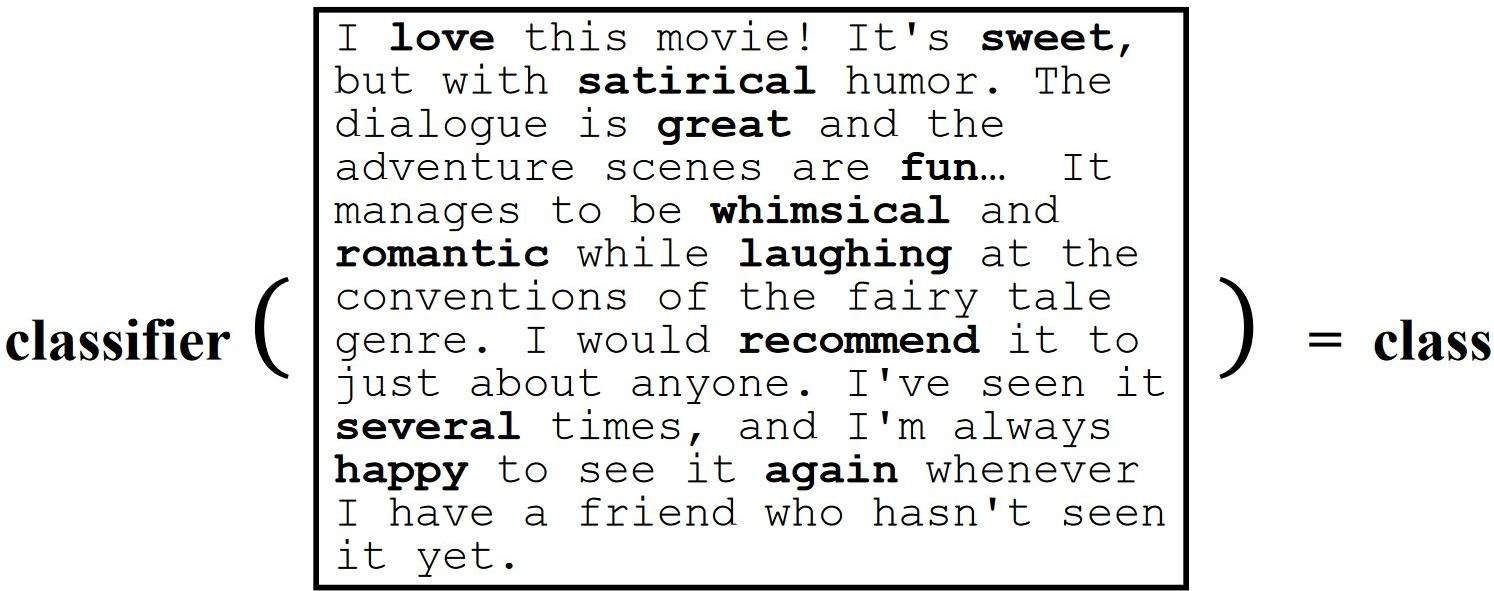 I love this movie! It's sweet,
but with satirical humor. The
dialogue is great and the
adventure scenes are fun… It
manages to be whimsical and
romantic while laughing at the
conventions of the fairy tale
genre. I would recommend it to
just about anyone. I've seen it
several times, and I'm always
happy to see it again whenever
I have a friend who hasn't seen
it yet.
classifier ( ) = class